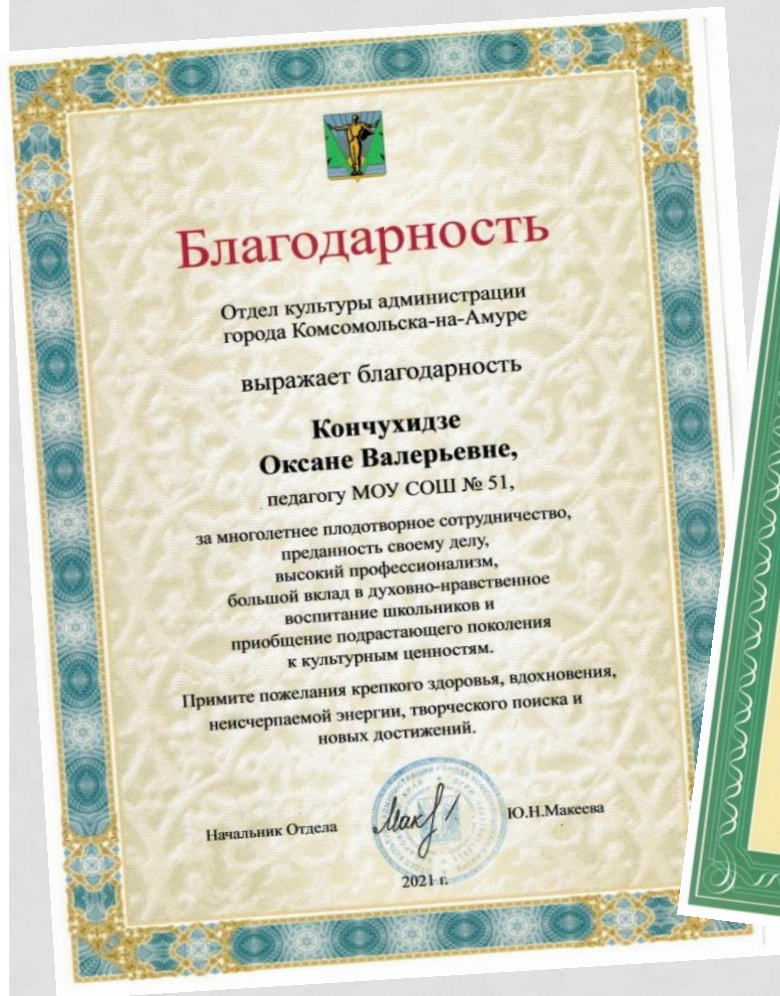 Благодарность
Отдел культуры администрации
города Комсомольска-на-Амуре
выражает благодарность
Кончухидзе
Оксане Валерьевне,
педагогу МОУ СОШ № 51,
за многолетнее плодотворное сотрудничество,
преданность своему делу,
высокий профессионализм,
большой вклад в духовно-нравственное
воспитание школьников и
приобщение подрастающего поколения
к культурным ценностям.
Примите пожелания крепкого здоровья, вдохновения,
неисчерпаемой энергии, творческого поиска и
новых достижений.
Начальник Отдела
Ю.Н.Макеева
2021 г.